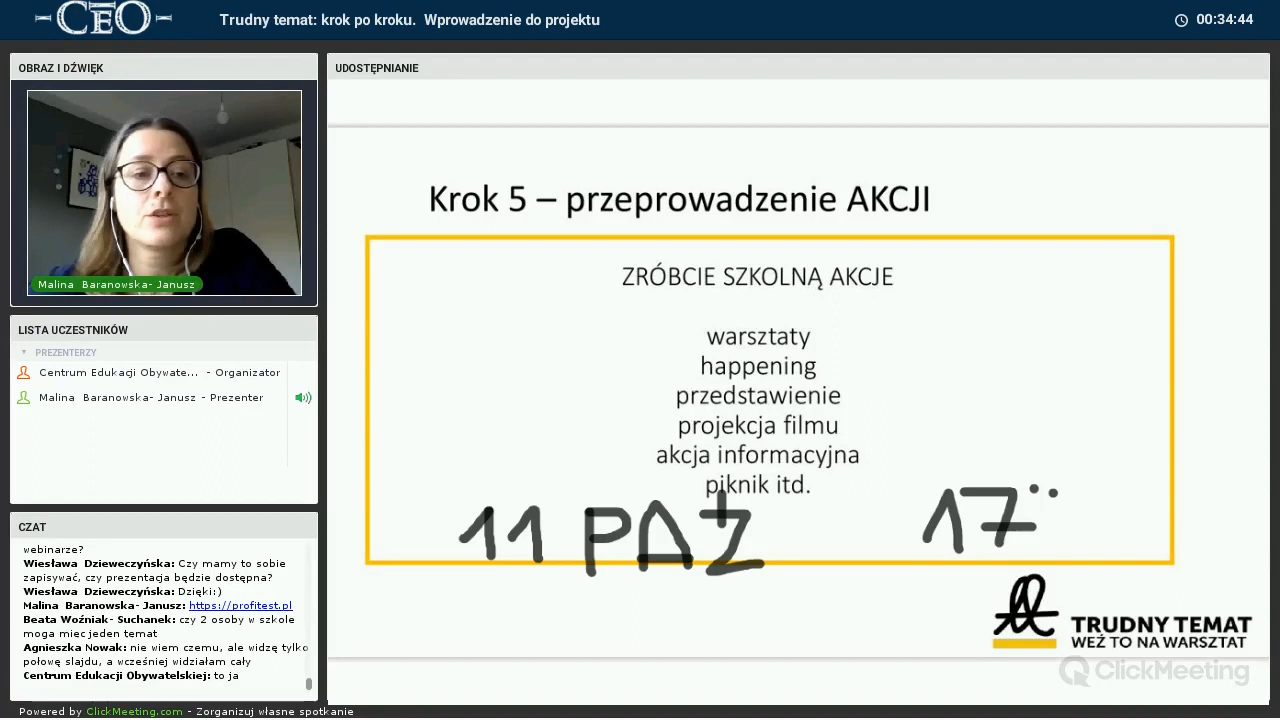 CEO
Trudny temat: krok po kroku. Wprowadzenie do projektu
00:34:44
OBRAZ I DŹWIĘK
Malina Baranowska- Janusz
LISTA UCZESTNIKÓW
PREZENTERZY
Centrum Edukacji Obywate... - Organizator
Malina Baranowska- Janusz - Prezenter
CZAT
webinarze?
Wiesława Dzieweczyńska: Czy mamy to sobie
zapisywać, czy prezentacja będzie dostępna?
Wiesława Dzieweczyńska: Dzięki:)
Malina Baranowska- Janusz: https://profitest.pl
Beata Woźniak- Suchanek: czy 2 osoby w szkole
moga miec jeden temat
Agnieszka Nowak: nie wiem czemu, ale widzę tylko
połowę slajdu, a wcześniej widziałam cały
Centrum Edukacji Obywatelskiej: to ja
UDOSTĘPNIANIE
Krok 5 – przeprowadzenie AKCJI
ZRÓBCIE SZKOLNĄ AKCJE
warsztaty
happening
przedstawienie
projekcja filmu
akcja informacyjna
piknik itd.
11 PAŹ 17
TRUDNY TEMAT
WEŹ TO NA WARSZTAT
ClickMeeting
Powered by ClickMeeting.com - Zorganizuj własne spotkanie